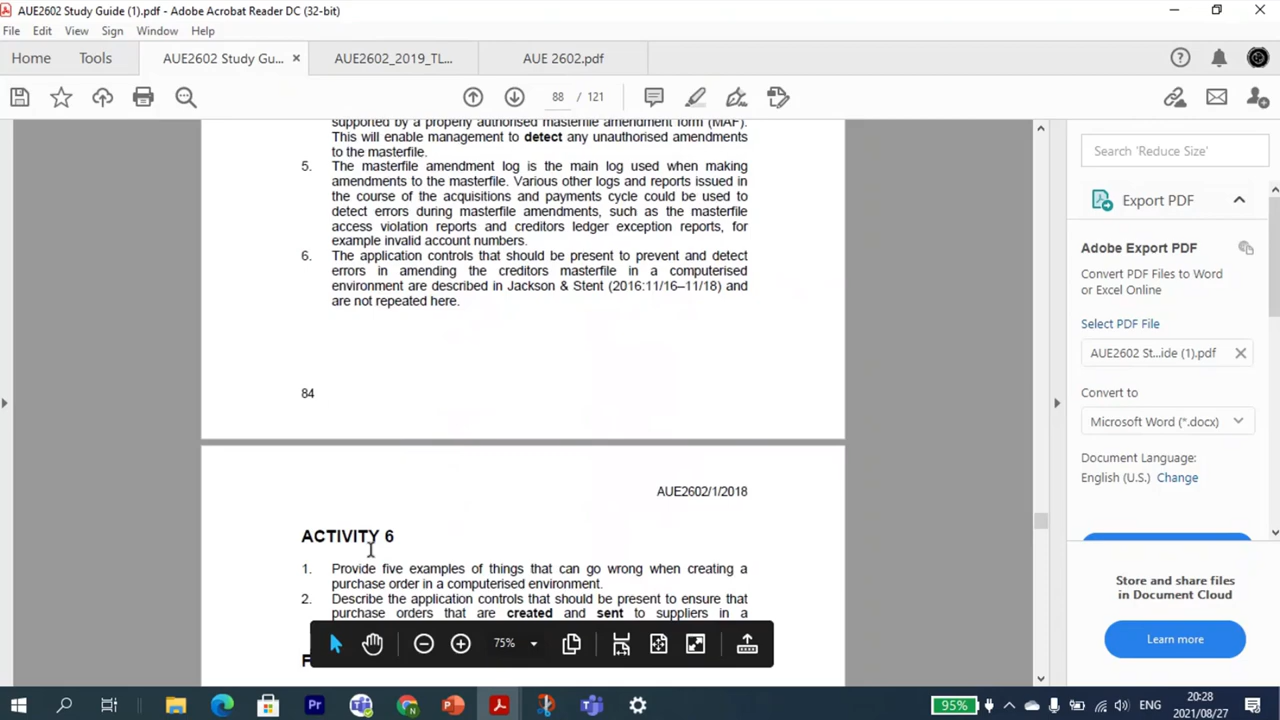 AUE2602 Study Guide (1).pdf - Adobe Acrobat Reader DC (32-bit)
File Edit View Sign Window Help
Home Tools AUE2602 Study Gu... × AUE2602_2019_TL... AUE 2602.pdf
88 / 121
supported by a properly authorised masterfile amendment form (MAF).
This will enable management to detect any unauthorised amendments
to the masterfile.
5. The masterfile amendment log is the main log used when making
amendments to the masterfile. Various other logs and reports issued in
the course of the acquisitions and payments cycle could be used to
detect errors during masterfile amendments, such as the masterfile
access violation reports and creditors ledger exception reports, for
example invalid account numbers.
6. The application controls that should be present to prevent and detect
errors in amending the creditors masterfile in a computerised
environment are described in Jackson & Stent (2016:11/16–11/18) and
are not repeated here.
84
AUE2602/1/2018
ACTIVITY 6
1. Provide five examples of things that can go wrong when creating a
purchase order in a computerised environment.
2. Describe the application controls that should be present to ensure that
purchase orders that are created and sent to suppliers in a
75%
Search 'Reduce Size'
Export PDF
Adobe Export PDF
Convert PDF Files to Word
or Excel Online
Select PDF File
AUE2602 St...ide (1).pdf
Convert to
Microsoft Word (*.docx)
Document Language:
English (U.S.) Change
Store and share files
in Document Cloud
Learn more
95%
ENG
20:28
2021/08/27